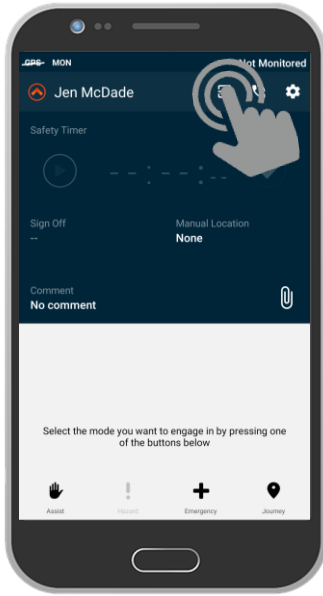 GPS MON Not Monitored
Jen McDade
Safety Timer
--:--:--
Sign Off Manual Location
-- None
Comment
No comment
Select the mode you want to engage in by pressing one
of the buttons below
Assist Hazard Emergency Journey